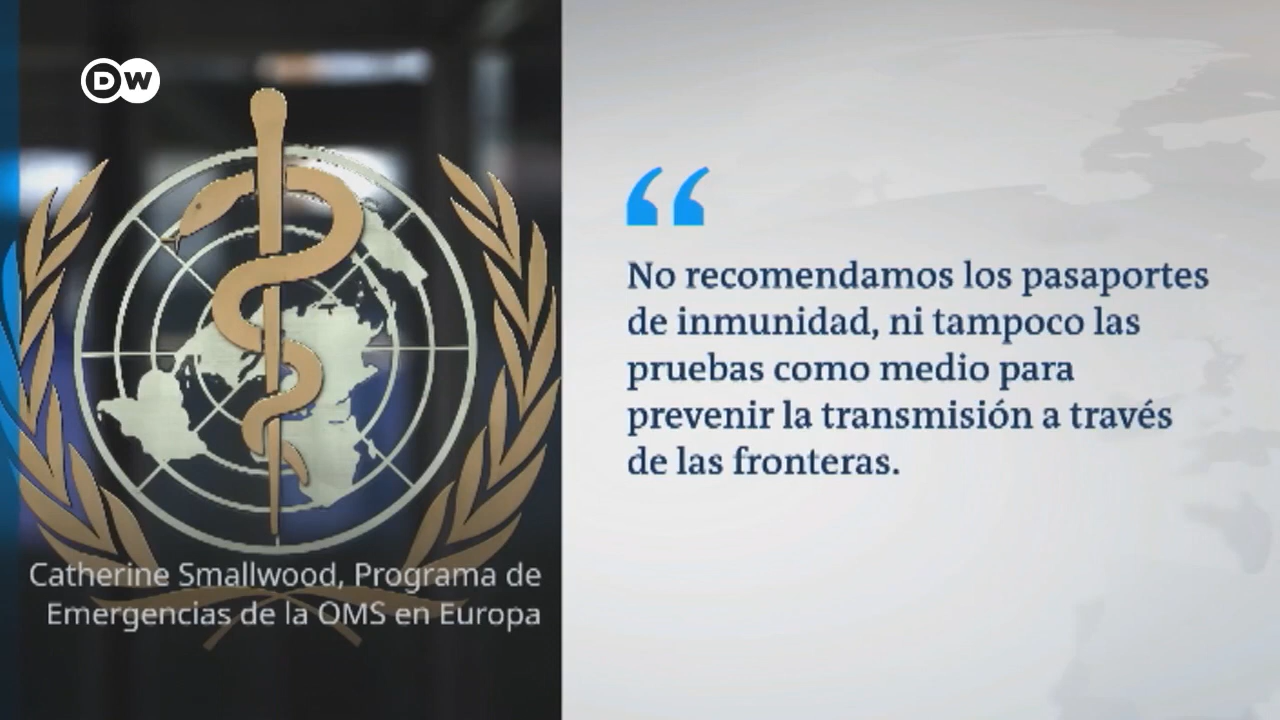 DW
Catherine Smallwood, Programa de
Emergencias de la OMS en Europa
“
No recomendamos los pasaportes
de inmunidad, ni tampoco las
pruebas como medio para
prevenir la transmisión a través
de las fronteras.